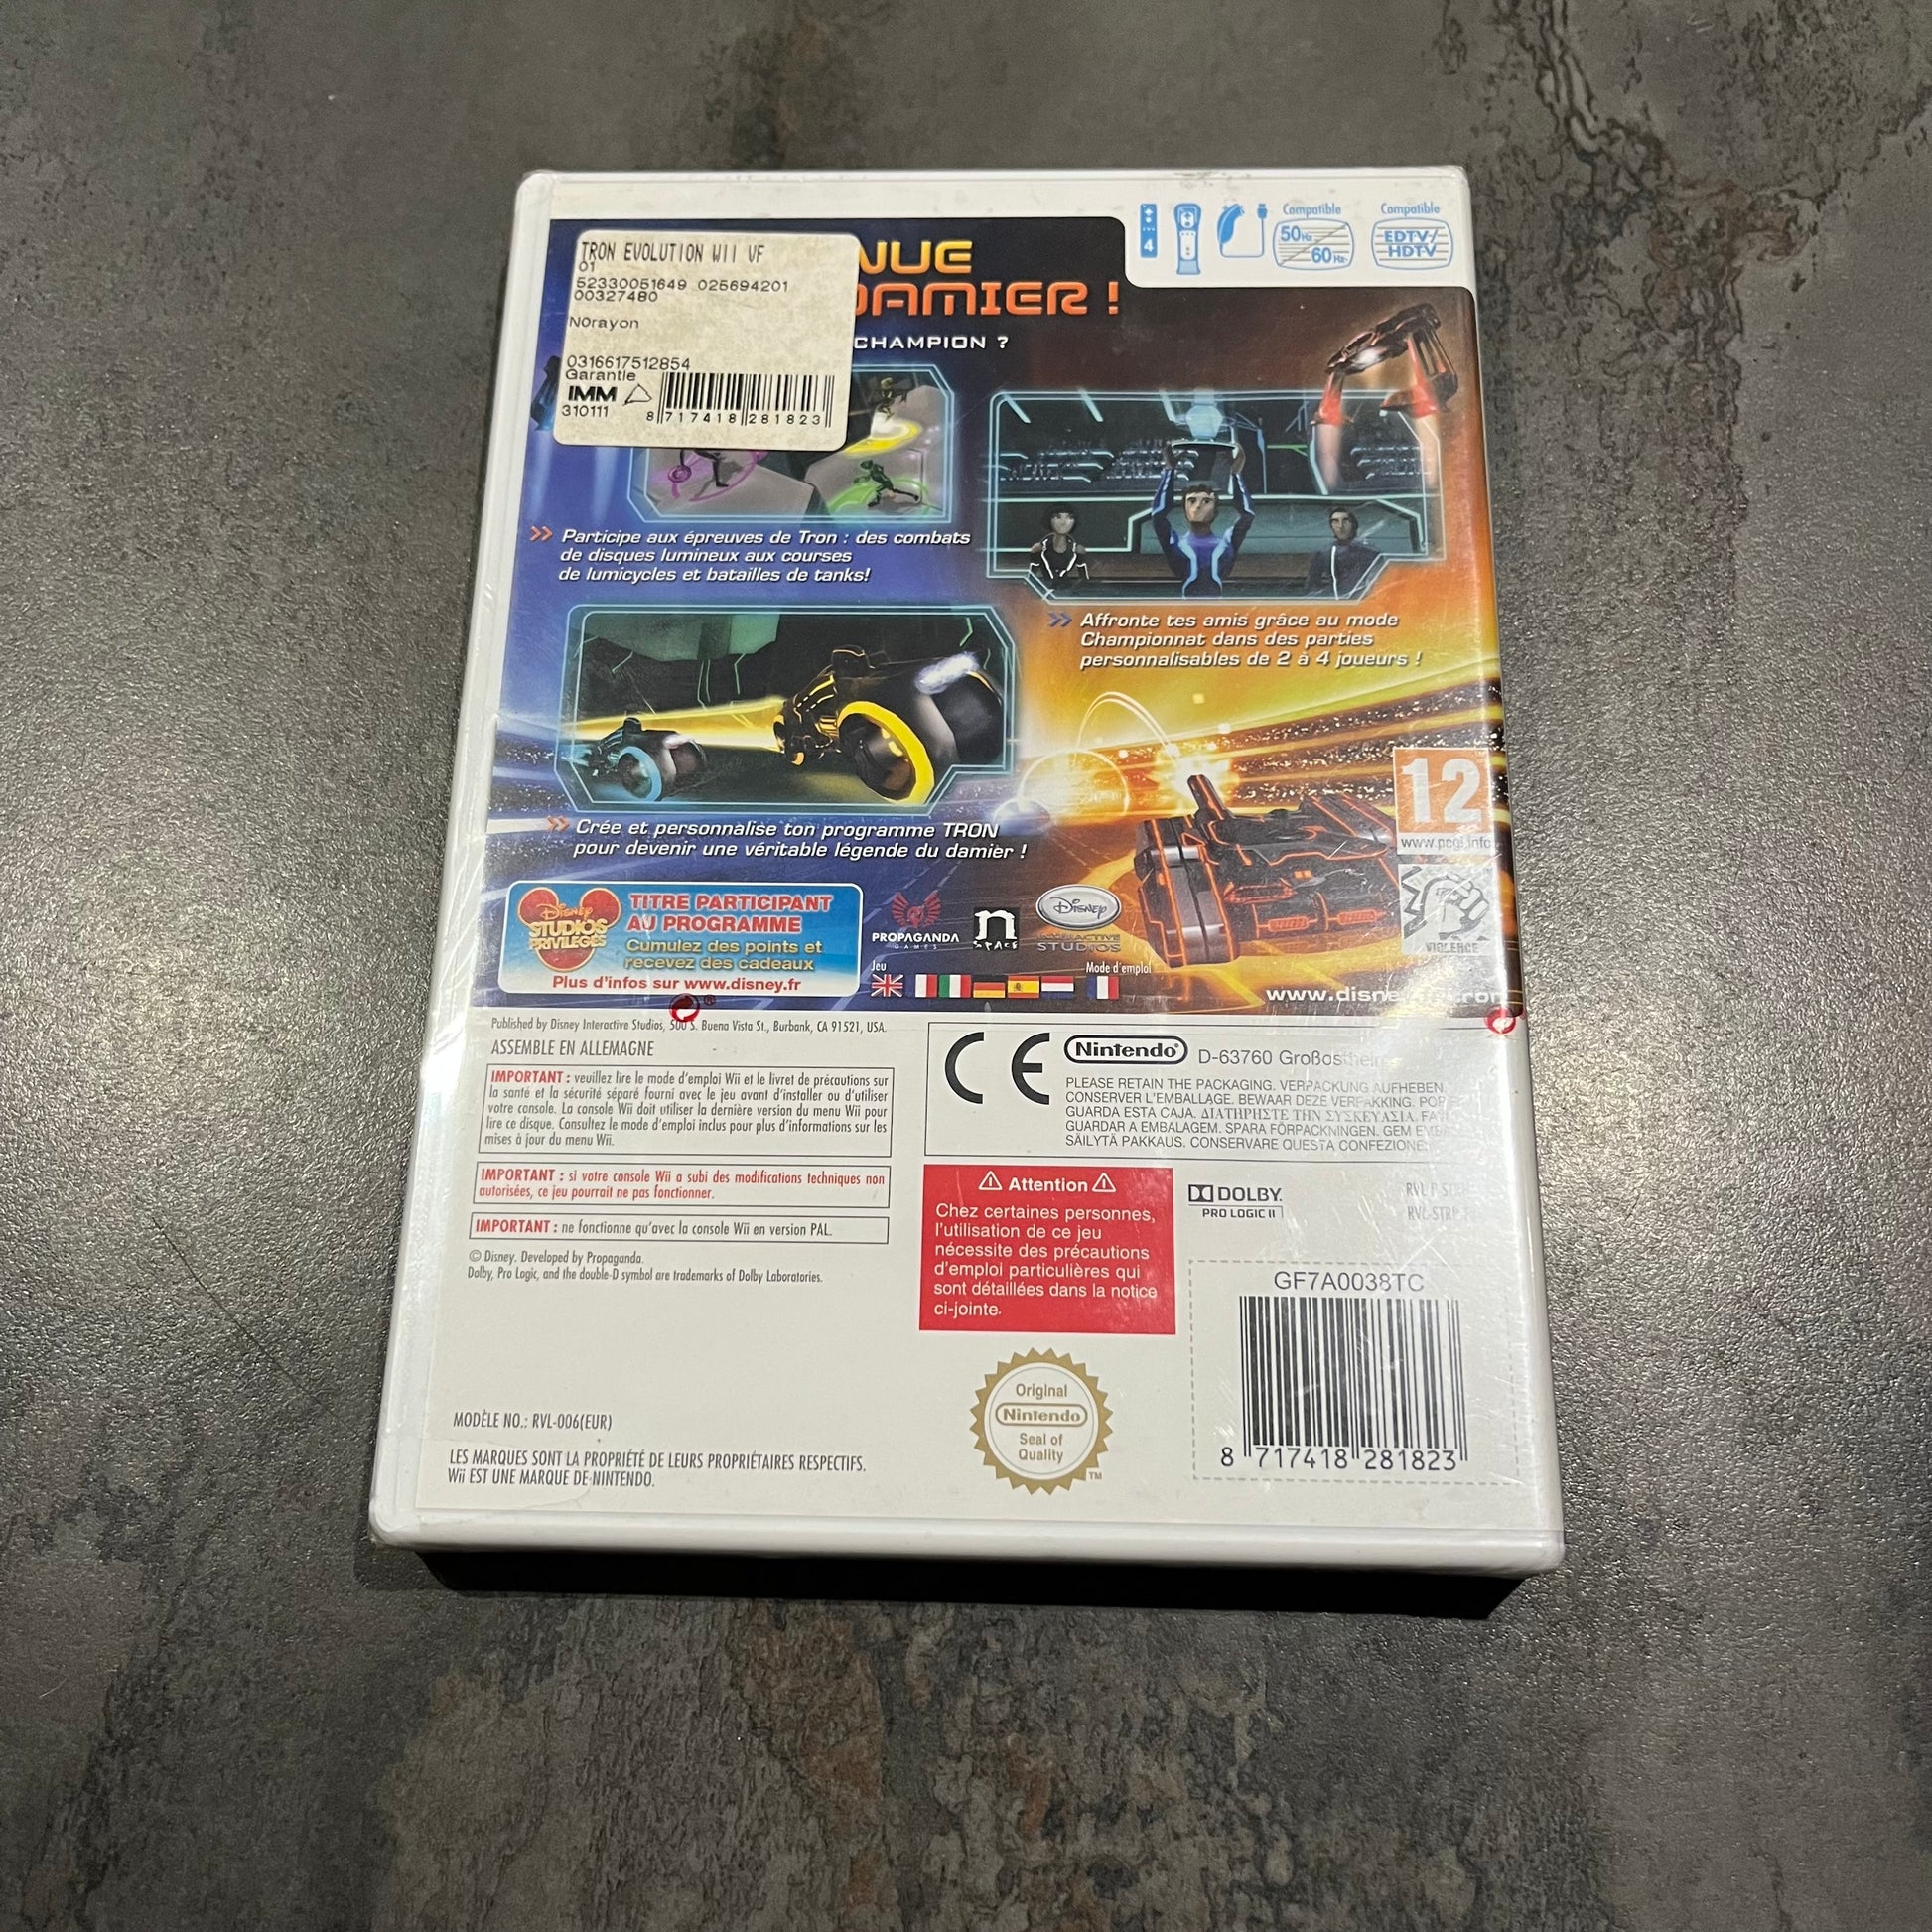 TRON EVOLUTION WII VF
01
52330051649 025694201
00327480
N0rayon
0316617512854
Garantie
IMM
310111
8 717418 281823
NUE
DAMIER !
CHAMPION ?
4
Compatible
50Hz
60Hz
Compatible
EDTV/
HDTV
>> Participe aux épreuves de Tron : des combats
de disques lumineux aux courses
de lumicycles et batailles de tanks!
>> Affronte tes amis grâce au mode
Championnat dans des parties
personnalisables de 2 à 4 joueurs !
>> Crée et personnalise ton programme TRON
pour devenir une véritable légende du damier !
12
www.pegi.info
VIOLENCE
Disney
STUDIOS
PRIVILEGES
TITRE PARTICIPANT
AU PROGRAMME
Cumulez des points et
recevez des cadeaux
Plus d'infos sur www.disney.fr
PROPAGANDA
GAMES
n
SPACE
Disney
INTERACTIVE
STUDIOS
Jeu
Mode d'emploi
Published by Disney Interactive Studios, 500 S. Buena Vista St., Burbank, CA 91521, USA.
ASSEMBLE EN ALLEMAGNE
IMPORTANT : veuillez lire le mode d'emploi Wii et le livret de précautions sur
la santé et la sécurité séparé fourni avec le jeu avant d'installer ou d'utiliser
votre console. La console Wii doit utiliser la dernière version du menu Wii pour
lire ce disque. Consultez le mode d'emploi inclus pour plus d'informations sur les
mises à jour du menu Wii.
IMPORTANT : si votre console Wii a subi des modifications techniques non
autorisées, ce jeu pourrait ne pas fonctionner.
IMPORTANT : ne fonctionne qu'avec la console Wii en version PAL.
© Disney. Developed by Propaganda.
Dolby, Pro Logic, and the double-D symbol are trademarks of Dolby Laboratories.
MODÈLE NO.: RVL-006(EUR)
LES MARQUES SONT LA PROPRIÉTÉ DE LEURS PROPRIÉTAIRES RESPECTIFS.
Wii EST UNE MARQUE DE NINTENDO.
CE
Nintendo®
D-63760 Großostheim
PLEASE RETAIN THE PACKAGING. VERPACKUNG AUFHEBEN.
CONSERVER L'EMBALLAGE. BEWAAR DEZE VERPAKKING.
GUARDA ESTA CAJA. ΔΙΑΤΗΡΗΣΤΕ ΤΗΝ ΣΥΣΚΕΥΑΣΙΑ.
GUARDAR A EMBALAGEM. SPARA FÖRPACKNINGEN. GEM
SÄILYTÄ PAKKAUS. CONSERVARE QUESTA CONFEZIONE.
Attention
Chez certaines personnes,
l'utilisation de ce jeu
nécessite des précautions
d'emploi particulières qui
sont détaillées dans la notice
ci-jointe.
DOLBY
PRO LOGIC II
Original
Nintendo
Seal of
Quality
TM
GF7A0038TC
8 717418 281823